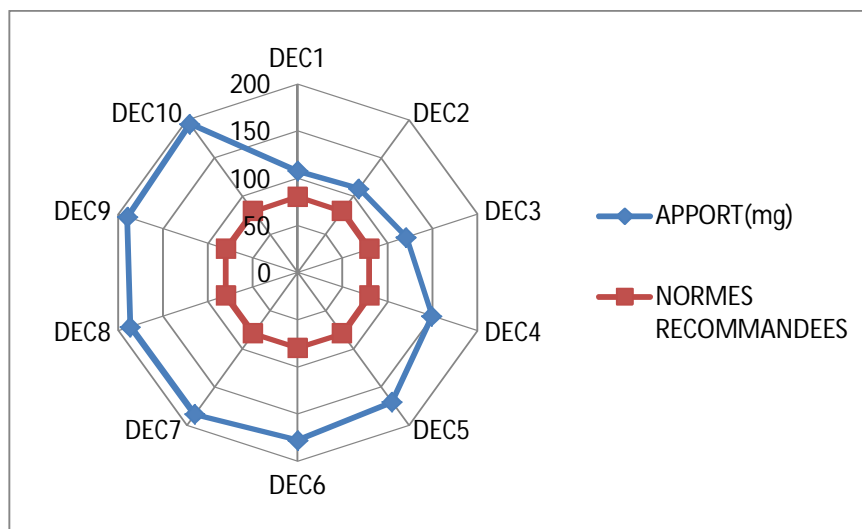 DEC1
200
DEC10
DEC2
150
100
DEC9
DEC3
50
0
DEC8
DEC4
DEC7
DEC5
DEC6
APPORT(mg)
NORMES
RECOMMANDEES